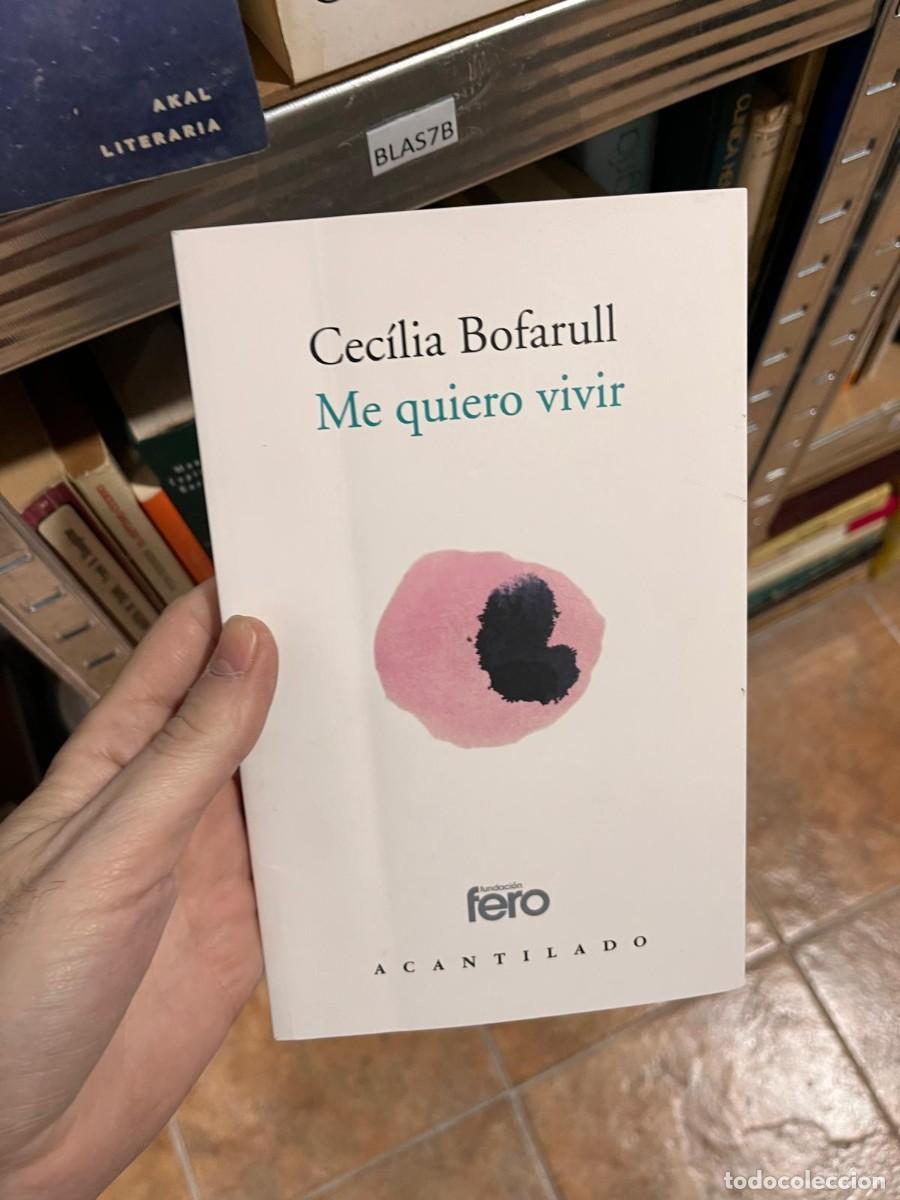 AKAL
LITERARIA
BLAS7B
Cecília Bofarull
Me quiero vivir
fundación
fero
ACANTILADO
todocoleccion